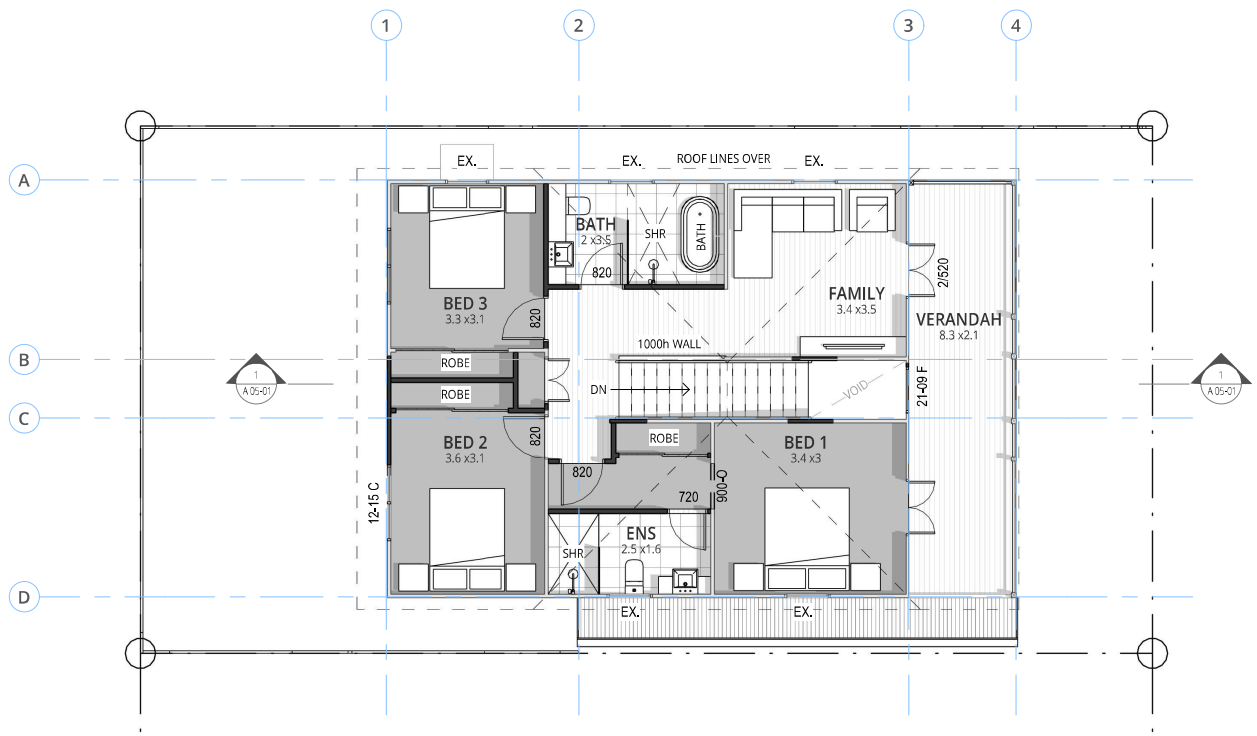 1
2
3
4
EX.
EX.
ROOF LINES OVER
EX.
A
BATH
2 x3.5
SHR
BATH
820
2/520
BED 3
3.3 x3.1
820
FAMILY
3.4 x3.5
VERANDAH
8.3 x2.1
1000h WALL
B
ROBE
1
A 05-01
DN
VOID
21-09 F
1
A 05-01
ROBE
C
BED 2
3.6 x3.1
820
ROBE
BED 1
3.4 x3
820
720
900-O
12-15 C
ENS
2.5 x1.6
SHR
D
EX.
EX.